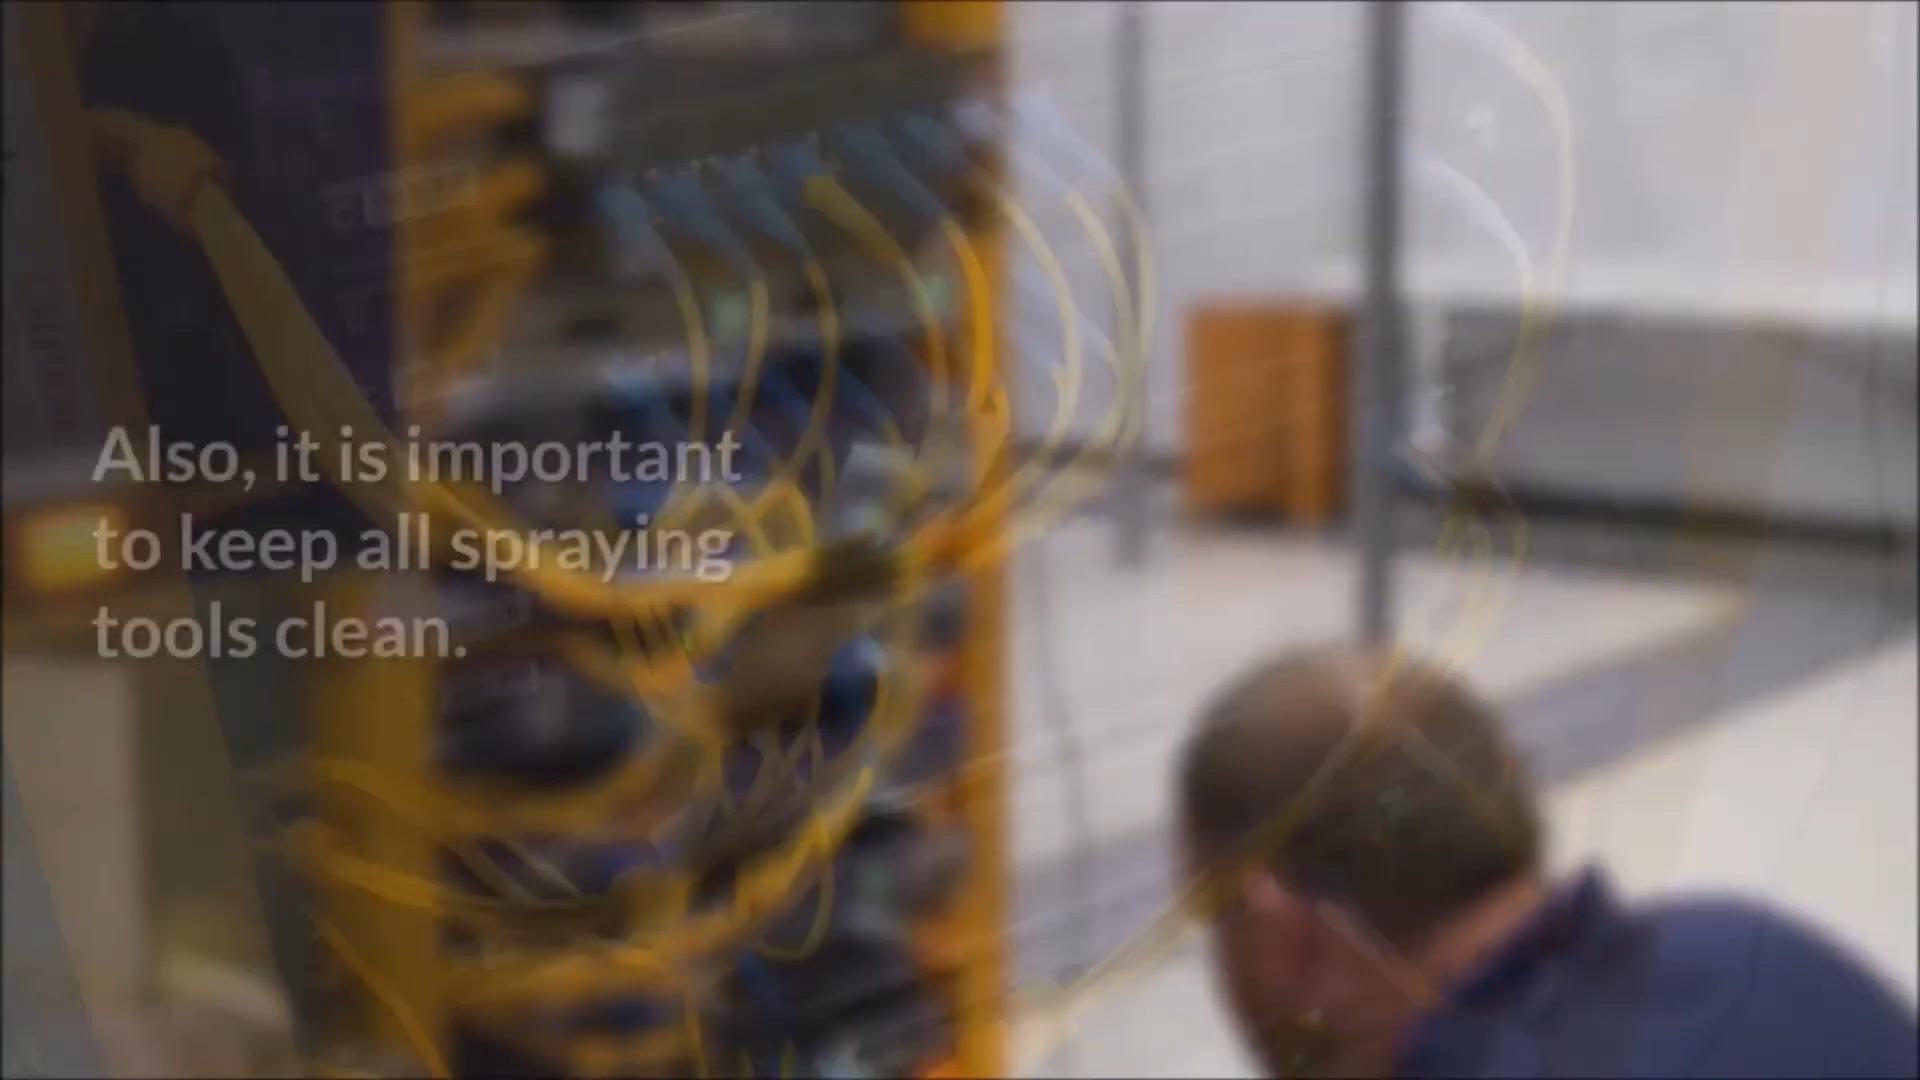 Also, it is important
to keep all spraying
tools clean.